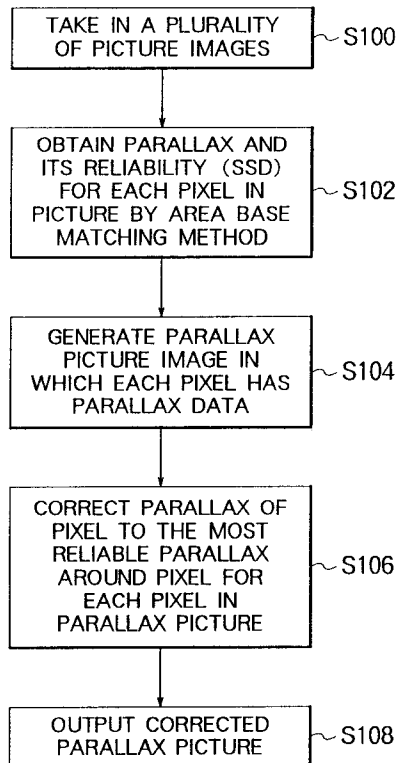 TAKE IN A PLURALITY
OF PICTURE IMAGES
S100
OBTAIN PARALLAX AND
ITS RELIABILITY (SSD)
FOR EACH PIXEL IN
PICTURE BY AREA BASE
MATCHING METHOD
S102
GENERATE PARALLAX
PICTURE IMAGE IN
WHICH EACH PIXEL HAS
PARALLAX DATA
S104
CORRECT PARALLAX OF
PIXEL TO THE MOST
RELIABLE PARALLAX
AROUND PIXEL FOR
EACH PIXEL IN
PARALLAX PICTURE
S106
OUTPUT CORRECTED
PARALLAX PICTURE
S108